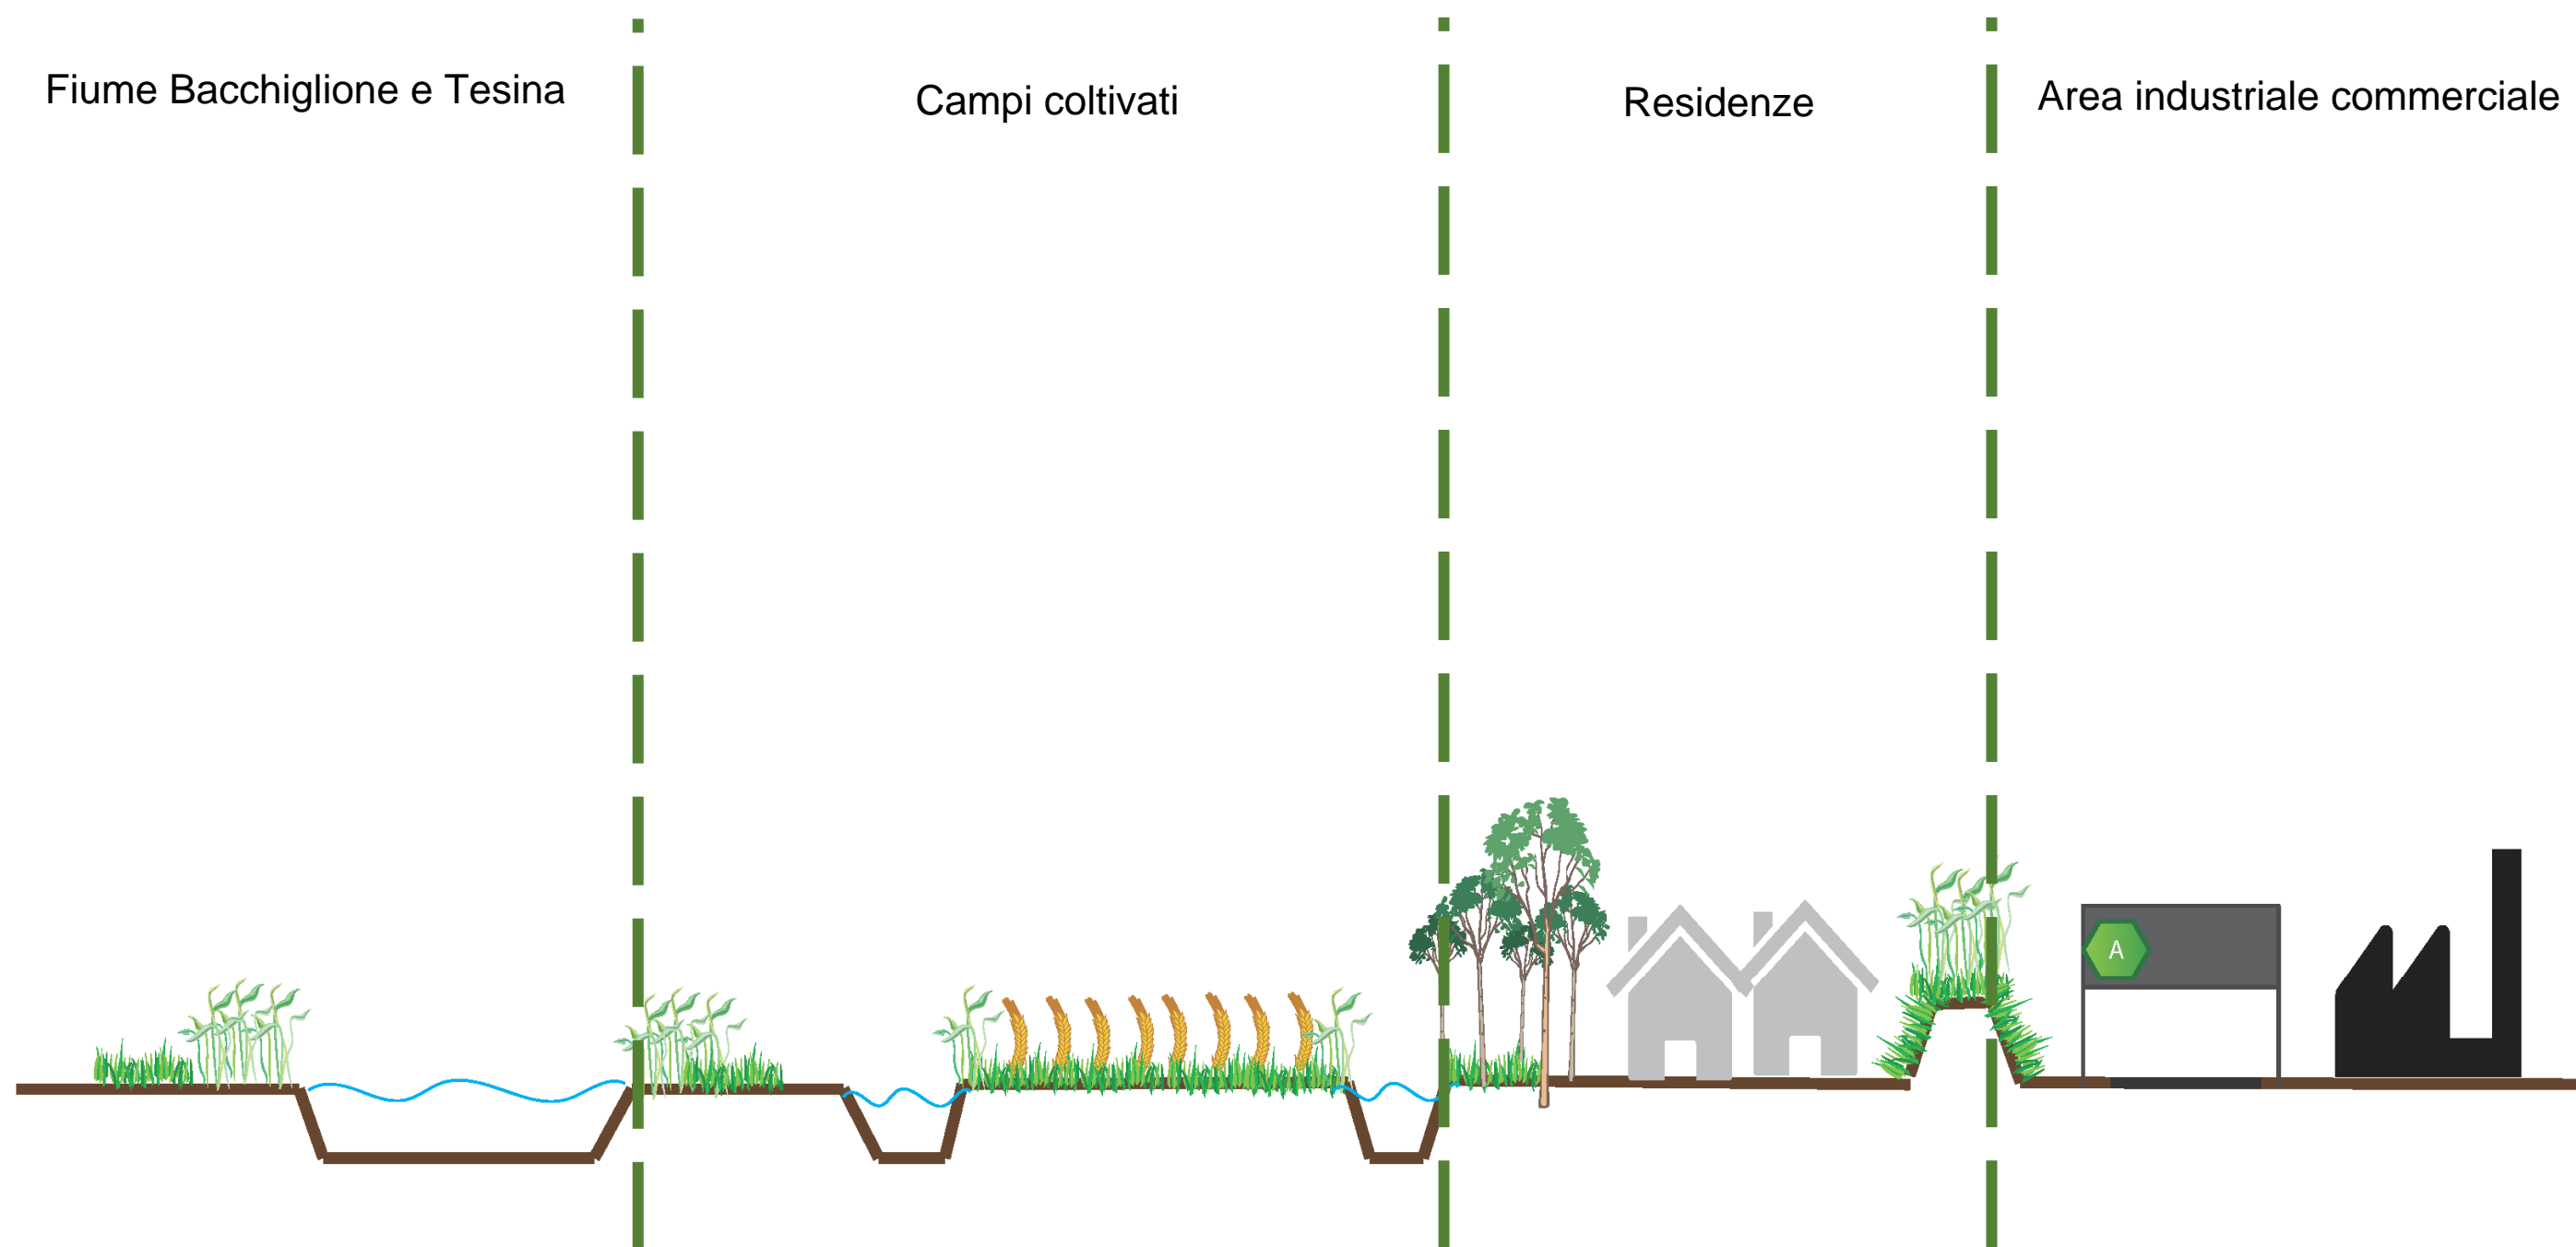 Fiume Bacchiglione e Tesina
Campi coltivati
Residenze
Area industriale commerciale
A